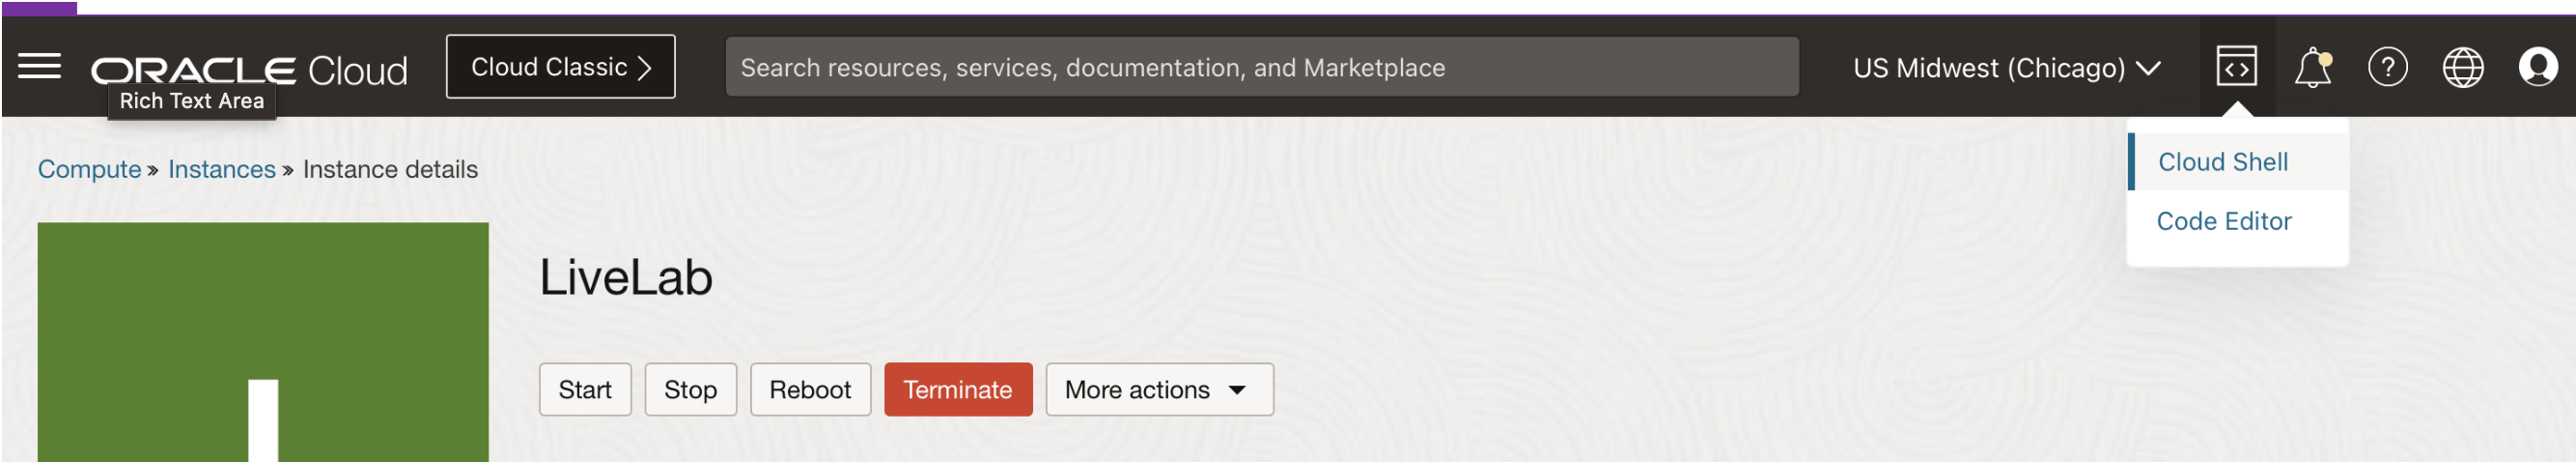 ORACLE Cloud
Cloud Classic
Search resources, services, documentation, and Marketplace
US Midwest (Chicago)
Rich Text Area
Cloud Shell
Code Editor
Compute » Instances » Instance details
LiveLab
Start Stop Reboot Terminate More actions